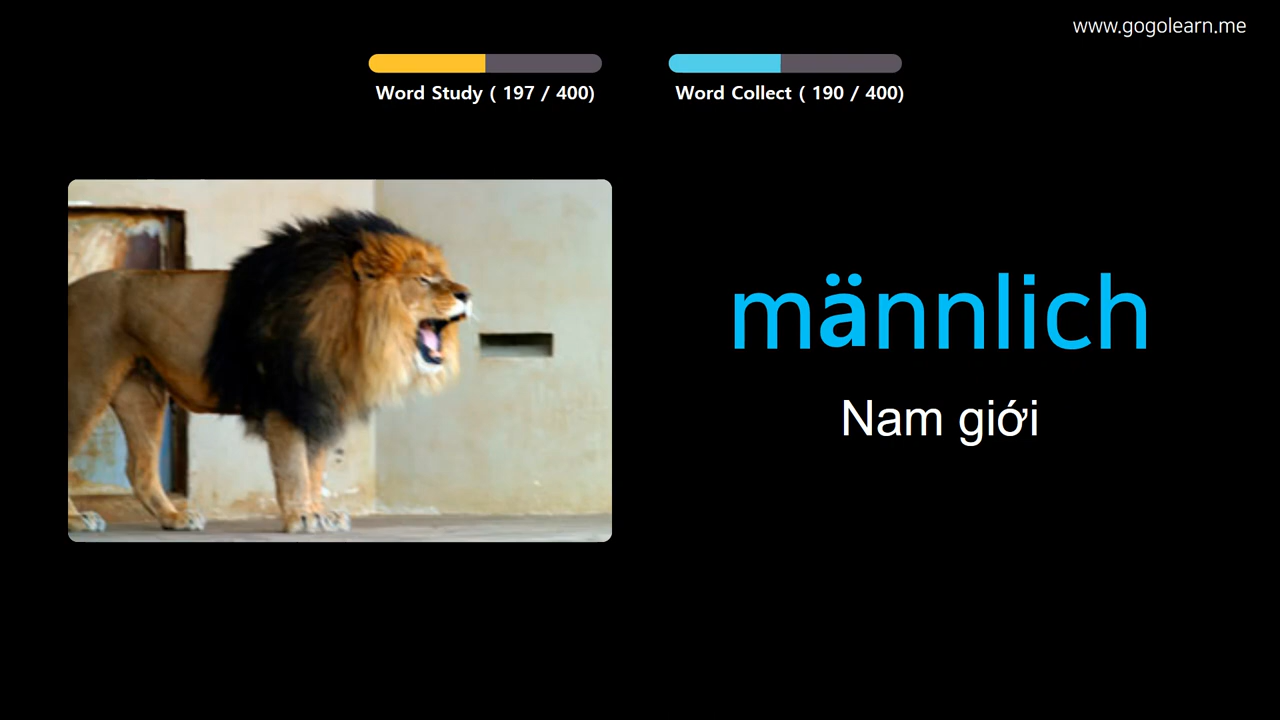 www.gogolearn.me
Word Study ( 197 / 400)
Word Collect ( 190 / 400)
männlich
Nam giới